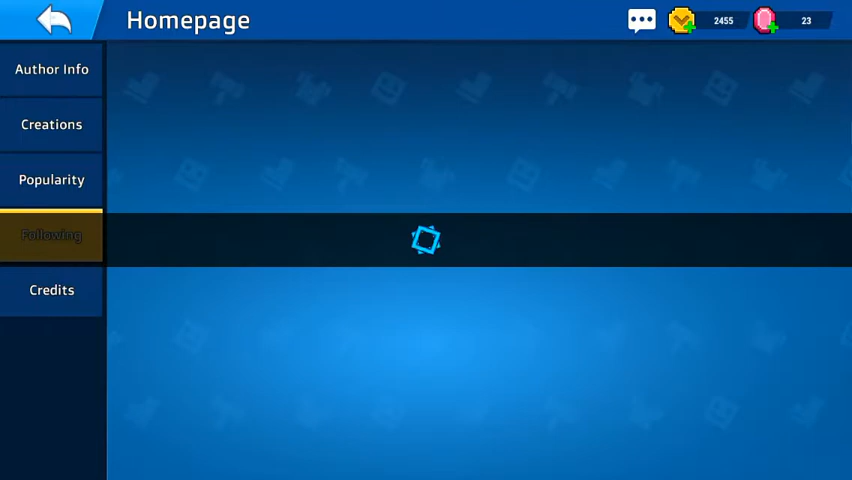 Homepage
2455
23
Author Info
Creations
Popularity
Following
Credits